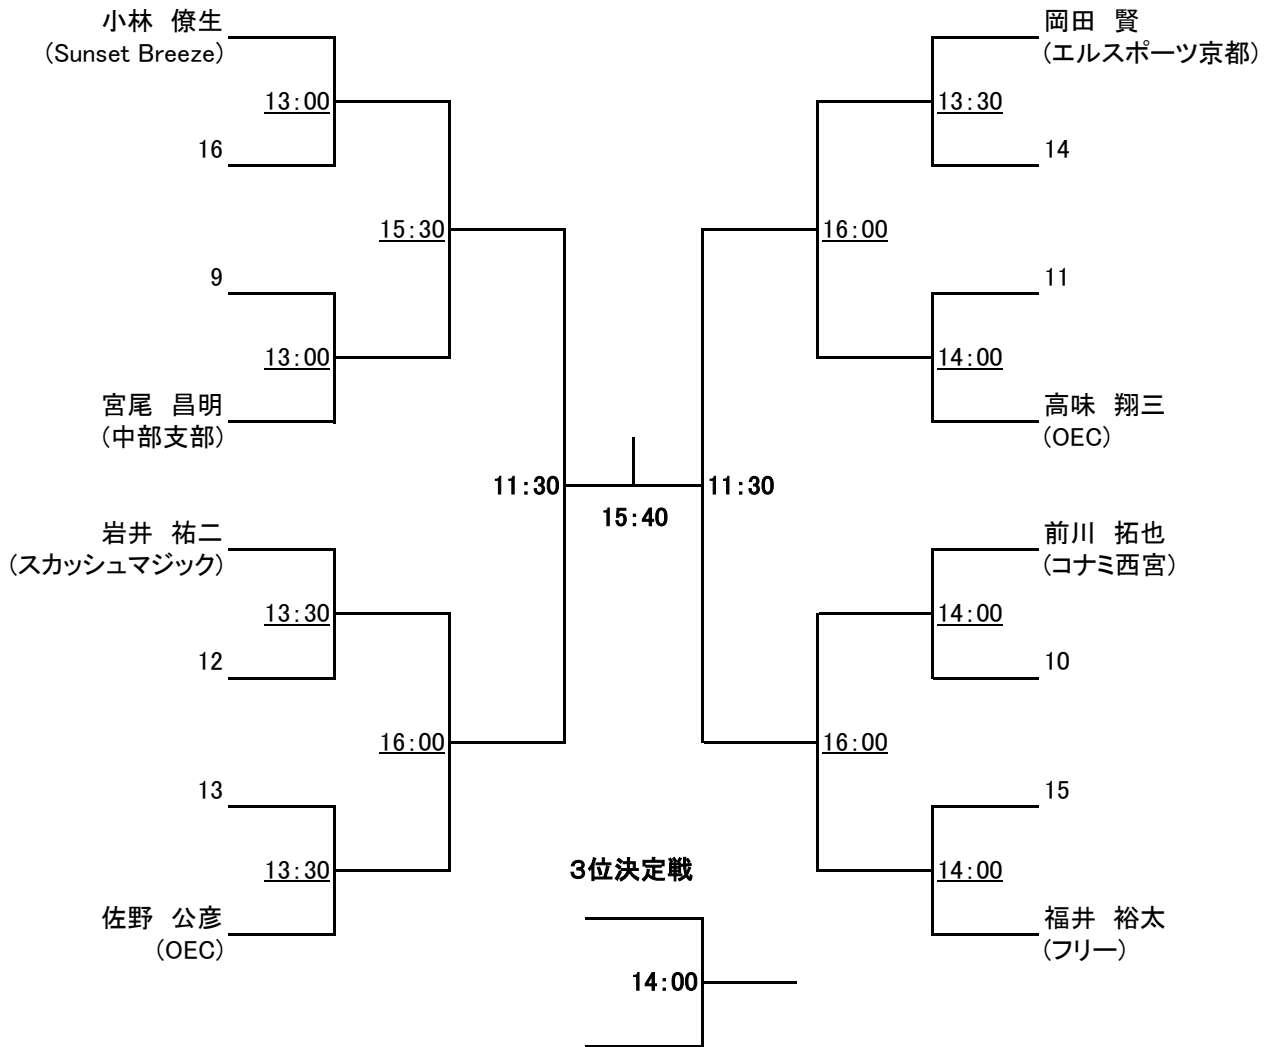 小林　僚生
(Sunset Breeze)
13:00
16
15:30
9
13:00
宮尾　昌明
(中部支部)
11:30
岩井　祐二
(スカッシュマジック)
13:30
12
16:00
13
13:30
佐野　公彦
(OEC)
15:40
岡田　賢
(エルスポーツ京都)
13:30
14
16:00
11
14:00
高味　翔三
(OEC)
11:30
前川　拓也
(コナミ西宮)
14:00
10
16:00
15
14:00
福井　裕太
(フリー)
3位決定戦
14:00